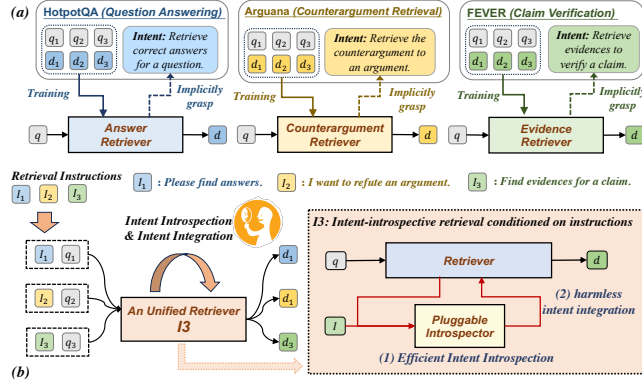 (a)
HotpotQA (Question Answering)
q1 q2 q3
d1 d2 d3
Intent: Retrieve
correct answers
for a question.
Training
Implicitly
grasp
q
Answer
Retriever
d
Arguana (Counterargument Retrieval)
q1 q2 q3
d1 d2 d3
Intent: Retrieve the
counterargument to
an argument.
Training
Implicitly
grasp
q
Counterargument
Retriever
d
FEVER (Claim Verification)
q1 q2 q3
d1 d2 d3
Intent: Retrieve
evidences to
verify a claim.
Training
Implicitly
grasp
q
Evidence
Retriever
d
Retrieval Instructions
I1 I2 I3
I1 : Please find answers.
I2 : I want to refute an argument.
I3 : Find evidences for a claim.
Intent Introspection
& Intent Integration
I1 q1
I2 q2
I3 q3
An Unified Retriever
I3
d1
d1
d3
(b)
I3: Intent-introspective retrieval conditioned on instructions
q
Retriever
d
(2) harmless
intent integration
I
Pluggable
Introspector
(1) Efficient Intent Introspection